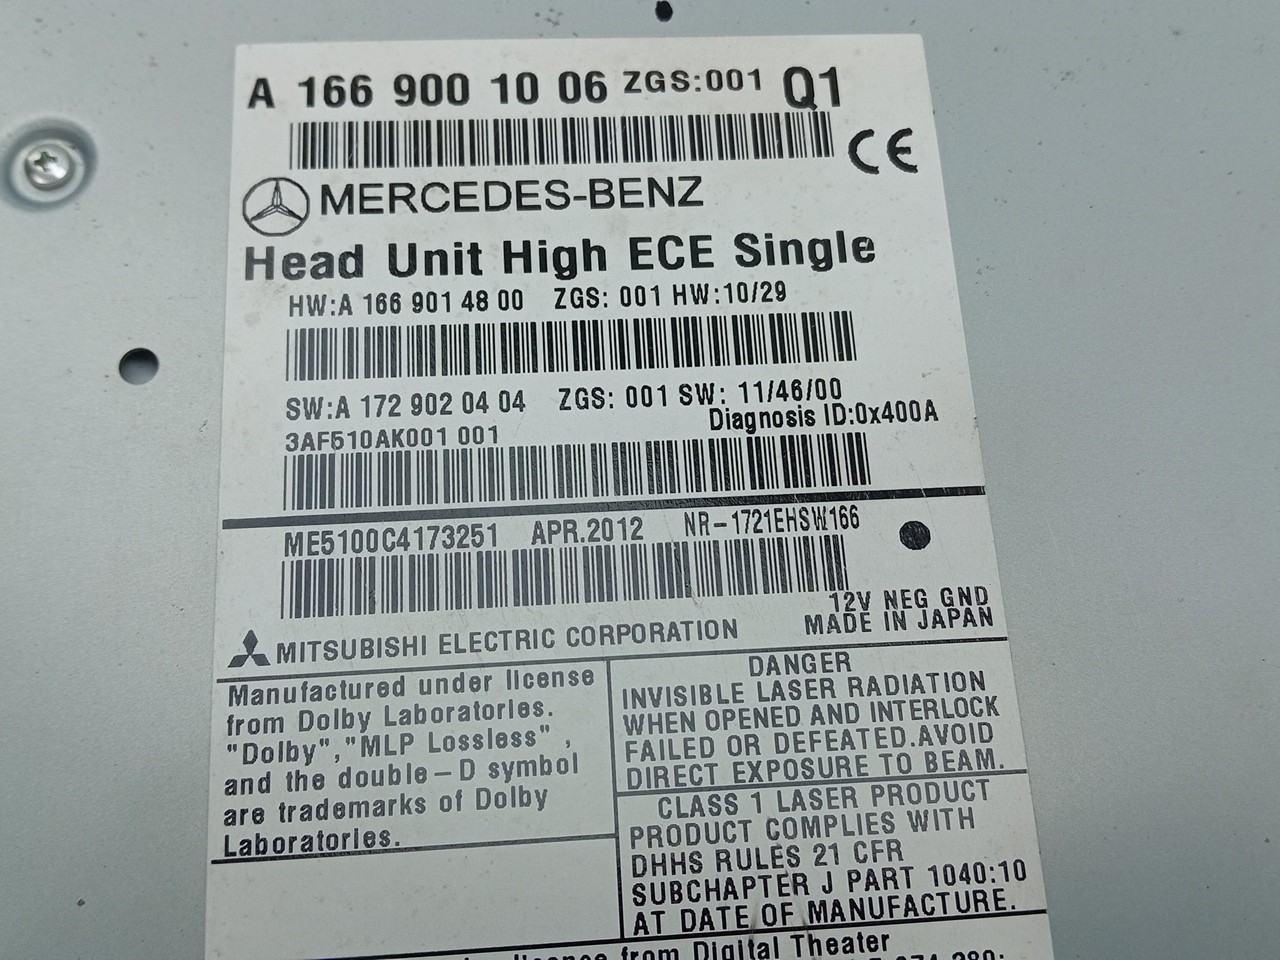 A 166 900 10 06 ZGS:001 Q1
CE
MERCEDES-BENZ
Head Unit High ECE Single
HW:A 166 901 48 00 ZGS: 001 HW:10/29
SW:A 172 902 04 04 ZGS: 001 SW: 11/46/00
Diagnosis ID:0x400A
3AF510AK001 001
ME5100C4173251 APR.2012 NR-1721EHSW166
12V NEG GND
MADE IN JAPAN
MITSUBISHI ELECTRIC CORPORATION
Manufactured under license
from Dolby Laboratories.
"Dolby","MLP Lossless",
and the double-D symbol
are trademarks of Dolby
Laboratories.
DANGER
INVISIBLE LASER RADIATION
WHEN OPENED AND INTERLOCK
FAILED OR DEFEATED.AVOID
DIRECT EXPOSURE TO BEAM.
CLASS 1 LASER PRODUCT
PRODUCT COMPLIES WITH
DHHS RULES 21 CFR
SUBCHAPTER J PART 1040:10
AT DATE OF MANUFACTURE.
from Digital Theater